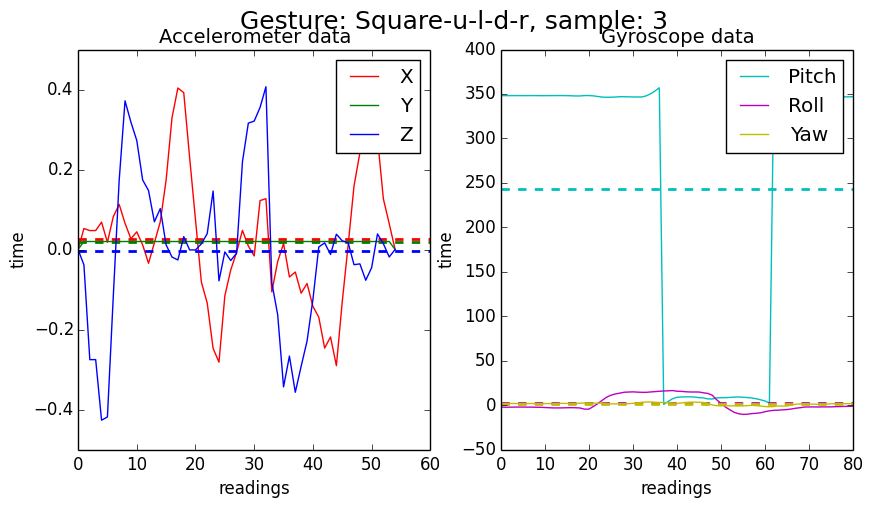 Gesture: Square-u-l-d-r, sample: 3
Accelerometer data
0.4
0.2
0.0
−0.2
−0.4
time
0 10 20 30 40 50 60
readings
X
Y
Z
Gyroscope data
400
350
300
250
200
150
100
50
0
−50
time
0 10 20 30 40 50 60 70 80
readings
Pitch
Roll
Yaw